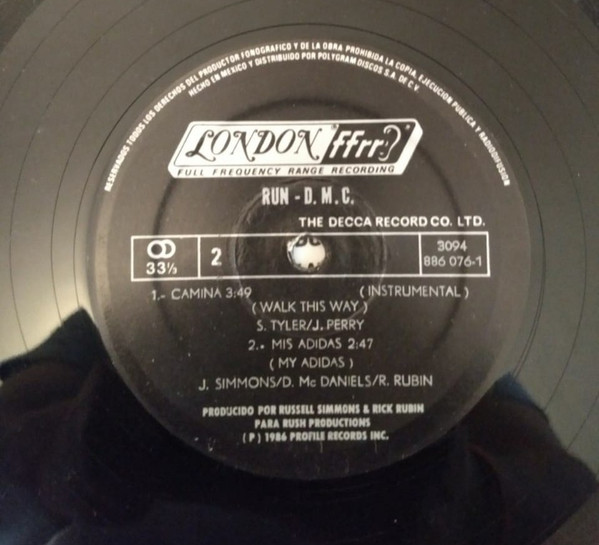 RESERVADOS TODOS LOS DERECHOS DEL PRODUCTOR FONOGRAFICO Y DE LA OBRA PROHIBIDA LA COPIA, EJECUCION PUBLICA Y RADIODIFUSION
HECHO EN MEXICO Y DISTRIBUIDO POR POLYGRAM DISCOS S.A. DE C.V.
LONDON ffrr
FULL FREQUENCY RANGE RECORDING
RUN - D.M.C.
THE DECCA RECORD CO. LTD.
33⅓ 2 3094
886 076-1
1.- CAMINA 3:49 (INSTRUMENTAL)
(WALK THIS WAY)
S. TYLER/J. PERRY
2.- MIS ADIDAS 2:47
(MY ADIDAS)
J. SIMMONS/D. Mc DANIELS/R. RUBIN
PRODUCIDO POR RUSSELL SIMMONS & RICK RUBIN
PARA RUSH PRODUCTIONS
(P) 1986 PROFILE RECORDS INC.